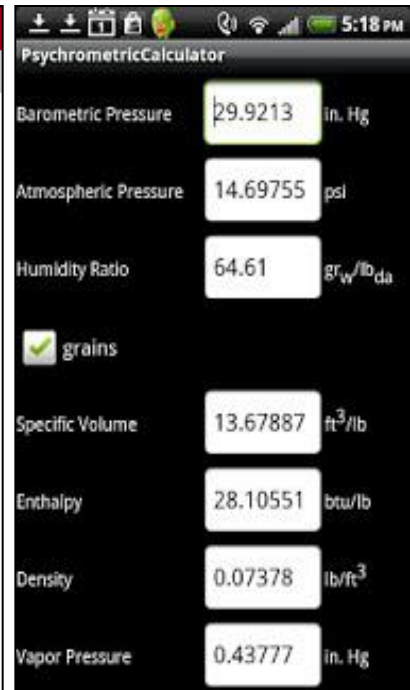 5:18 PM
PsychrometricCalculator
Barometric Pressure 29.9213 in. Hg
Atmospheric Pressure 14.69755 psi
Humidity Ratio 64.61 gr_w/lb_da
grains
Specific Volume 13.67887 ft³/lb
Enthalpy 28.10551 btu/lb
Density 0.07378 lb/ft³
Vapor Pressure 0.43777 in. Hg